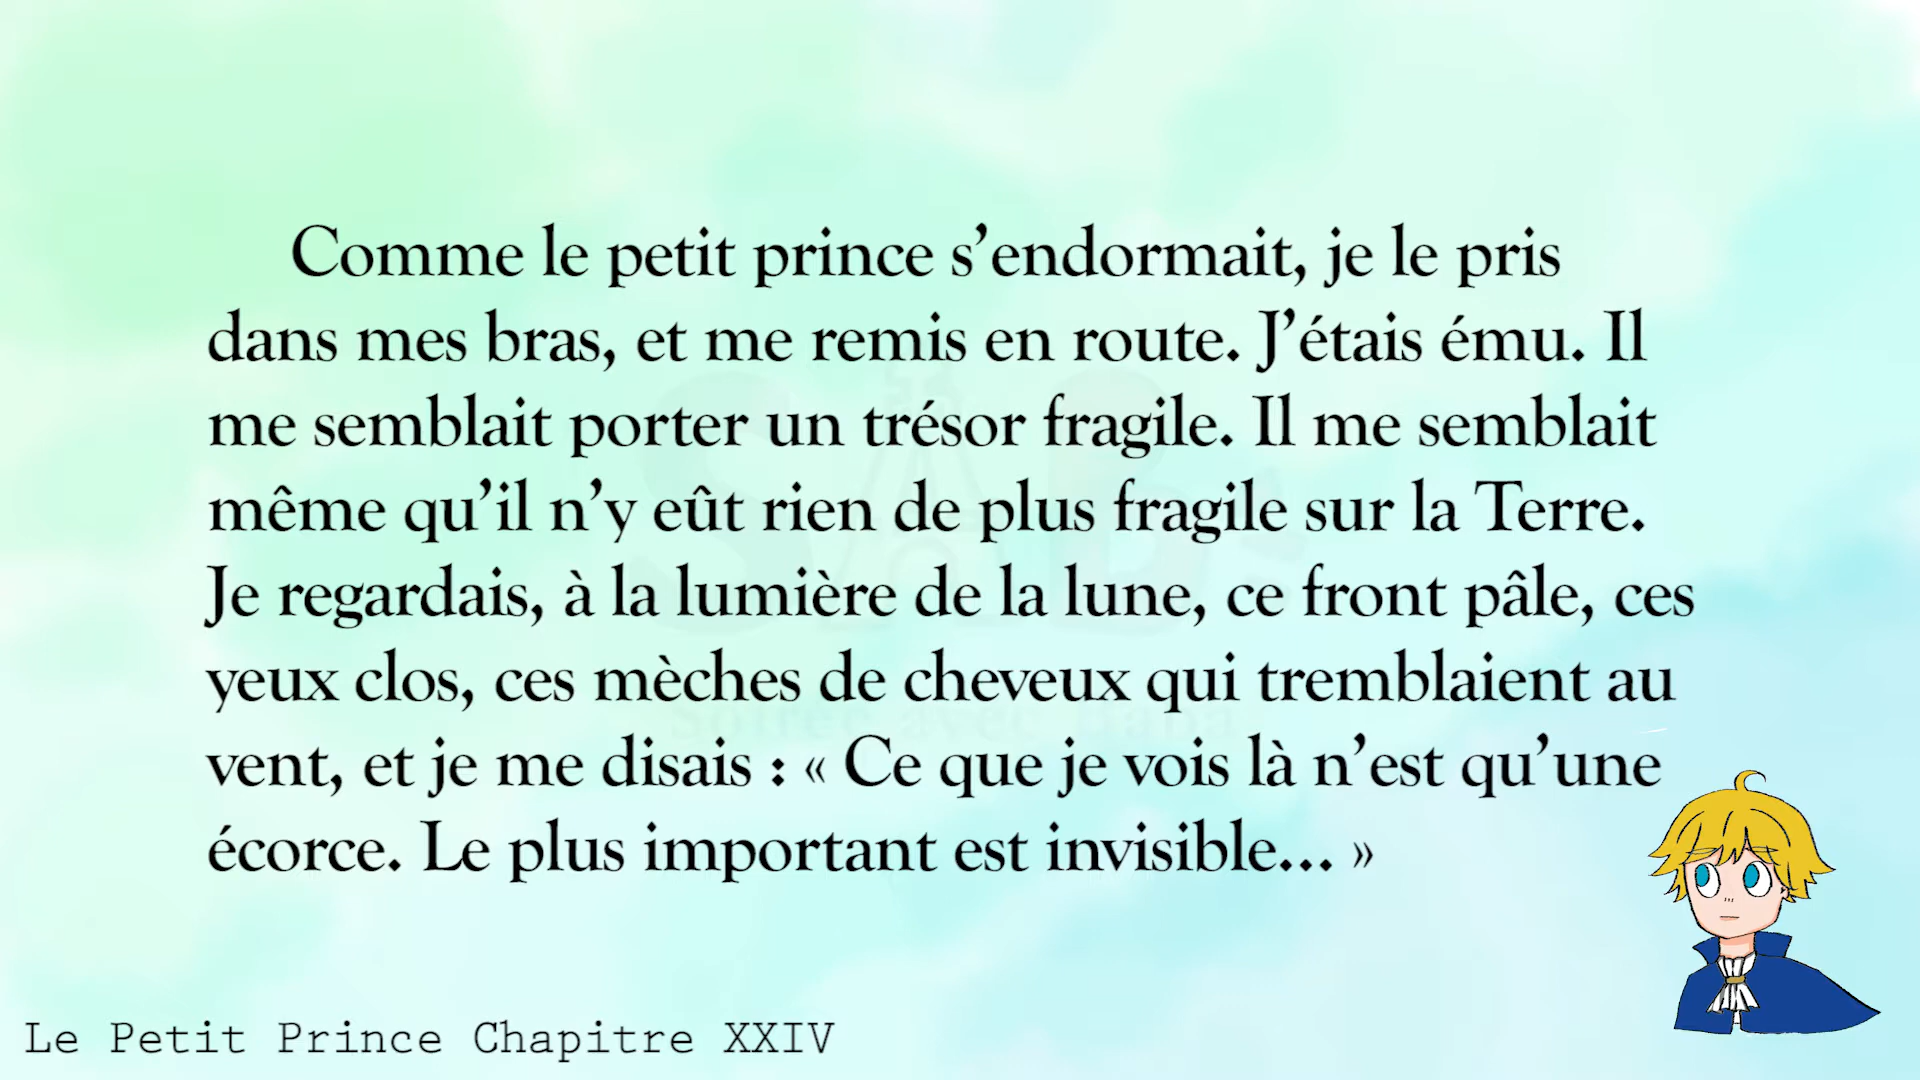 Comme le petit prince s’endormait, je le pris
dans mes bras, et me remis en route. J’étais ému. Il
me semblait porter un trésor fragile. Il me semblait
même qu’il n’y eût rien de plus fragile sur la Terre.
Je regardais, à la lumière de la lune, ce front pâle, ces
yeux clos, ces mèches de cheveux qui tremblaient au
vent, et je me disais : « Ce que je vois là n’est qu’une
écorce. Le plus important est invisible... »
Soirée avec Baba
Le Petit Prince Chapitre XXIV